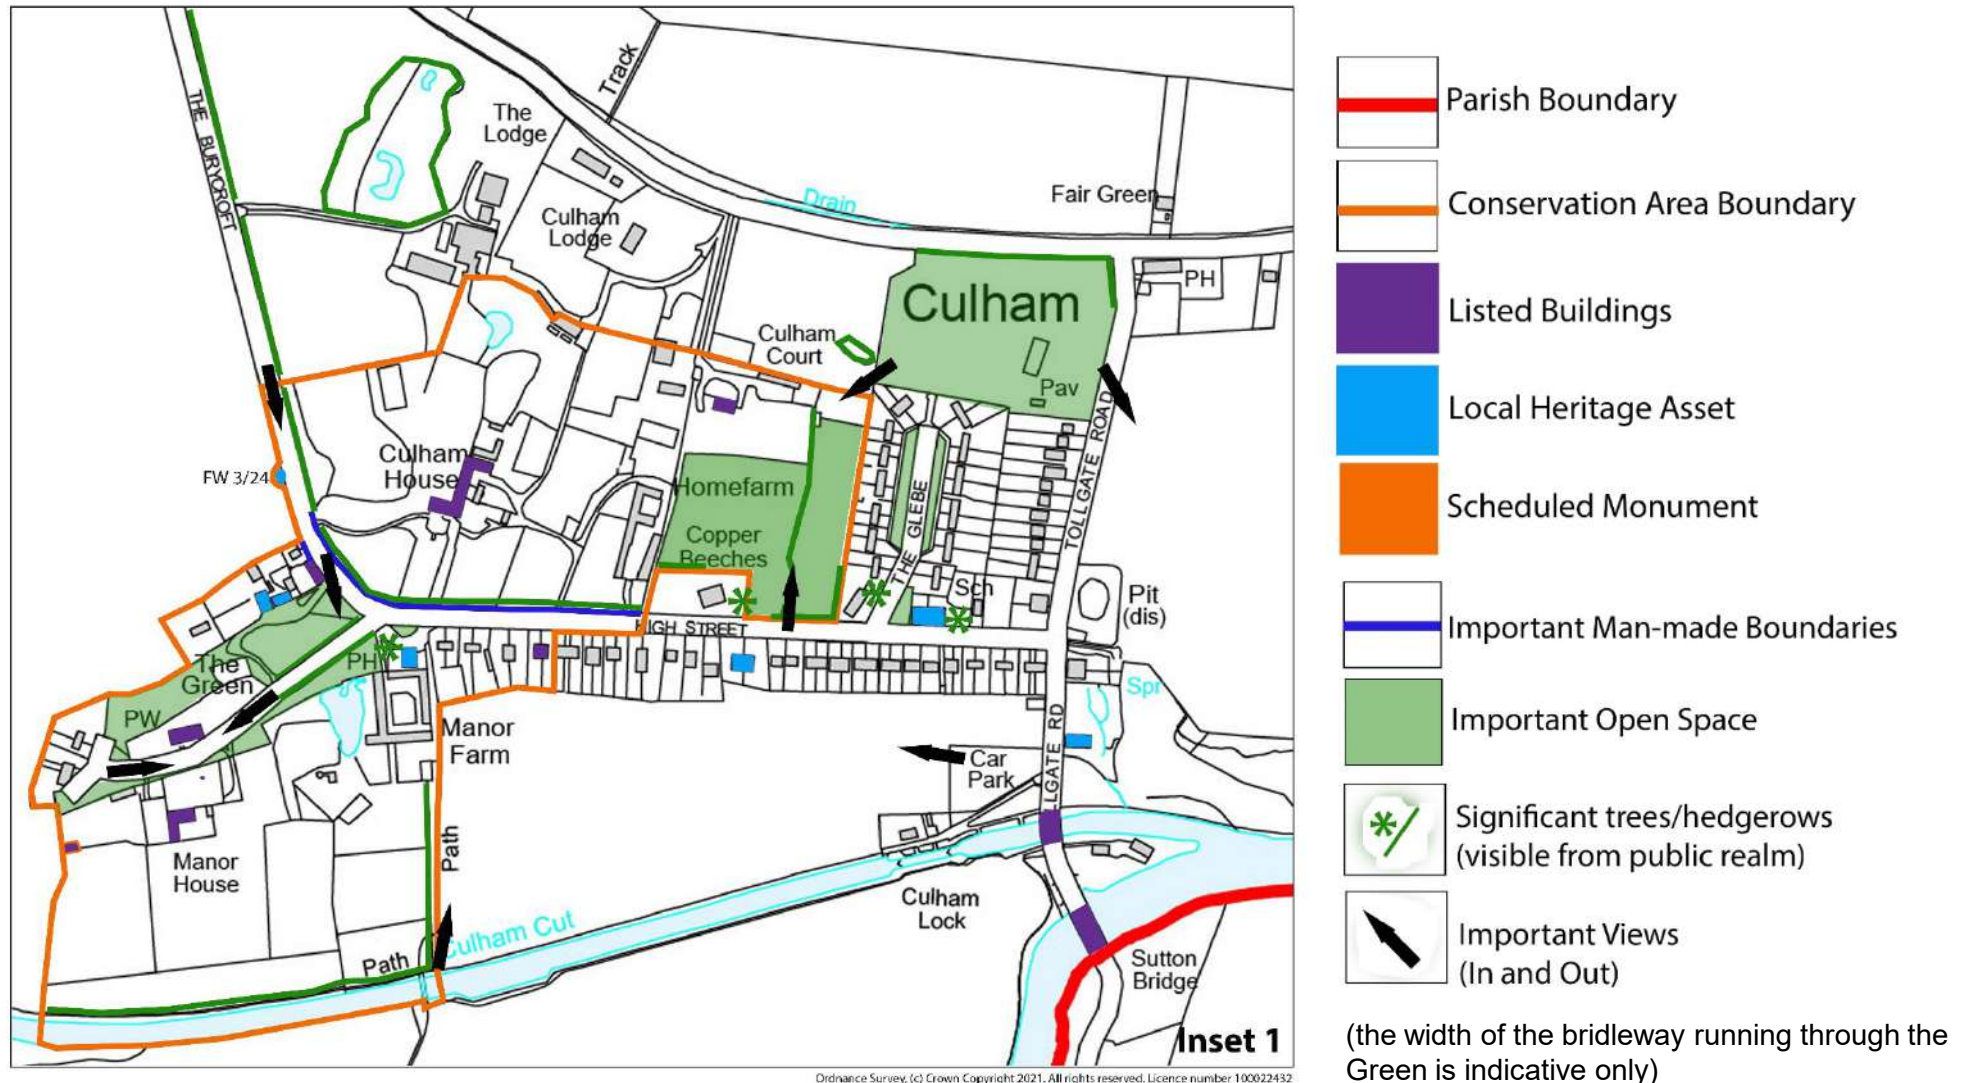 Track
The
Lodge
THE BURYCROFT
Drain
Fair Green
Culham
Lodge
PH
Culham
Culham
Court
Pav
TOLLGATE ROAD
FW 3/24
Culham
House
Homefarm
Copper
Beeches
THE GLEBE
Sch
Pit
(dis)
HIGH STREET
The
Green
PH
PW
Spr
Manor
Farm
LGATE RD
Car
Park
Path
Manor
House
Culham
Lock
Culham Cut
Path
Sutton
Bridge
Inset 1
Ordnance Survey, (c) Crown Copyright 2021. All rights reserved. Licence number 100022432
Parish Boundary
Conservation Area Boundary
Listed Buildings
Local Heritage Asset
Scheduled Monument
Important Man-made Boundaries
Important Open Space
Significant trees/hedgerows
(visible from public realm)
Important Views
(In and Out)
(the width of the bridleway running through the
Green is indicative only)